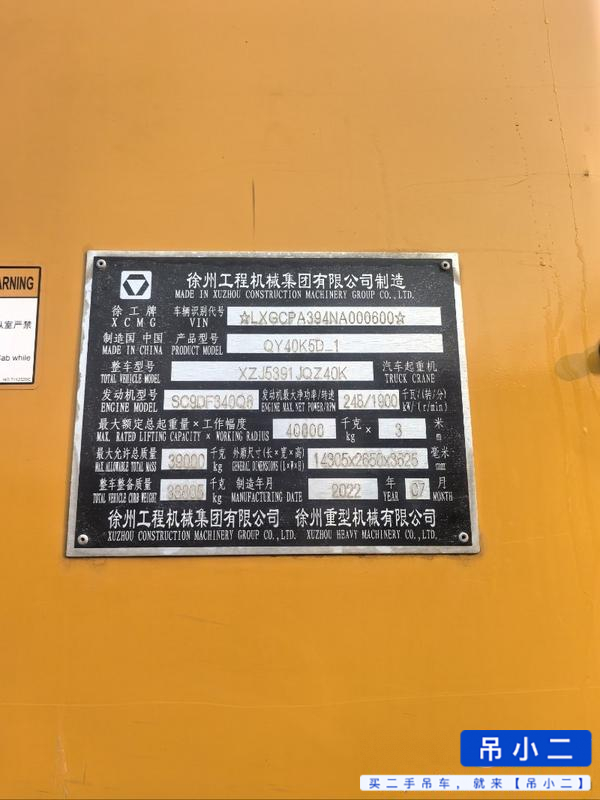 ARNING
室严禁
ab while
徐州工程机械集团有限公司制造
MADE IN XUZHOU CONSTRUCTION MACHINERY GROUP CO.,LTD.
徐工牌 车辆识别代号 ☆LXGCPA394NA000600☆
XCMG VIN
制造国 中国 产品型号 QY40K5D_1
MADE IN CHINA PRODUCT MODEL
整车型号 XZJ5391JQZ40K 汽车起重机
TOTAL VEHICLE MODEL TRUCK CRANE
发动机型号 SC9DF340Q6 发动机最大净功率/转速 248/1900 千瓦/(转/分)
ENGINE MODEL ENGINE MAX.NET POWER/RPM kW/(r/min)
最大额定总起重量×工作幅度 40000 千克 × 3 米
MAX. RATED LIFTING CAPACITY × WORKING RADIUS kg m
最大允许总质量 39000 千克 外廓尺寸(长×宽×高) 14305x2650x3625 毫米
MAX.ALLOWABLE TOTAL MASS kg GENERAL DIMENSIONS(L×W×H) mm
整车整备质量 千克 制造年月 2022 年 07 月
TOTAL VEHICLE CURB WEIGHT kg MANUFACTURING DATE YEAR MONTH
徐州工程机械集团有限公司 徐州重型机械有限公司
XUZHOU CONSTRUCTION MACHINERY GROUP CO.,LTD. XUZHOU HEAVY MACHINERY CO.,LTD.
吊小二
买二手吊车，就来【吊小二】